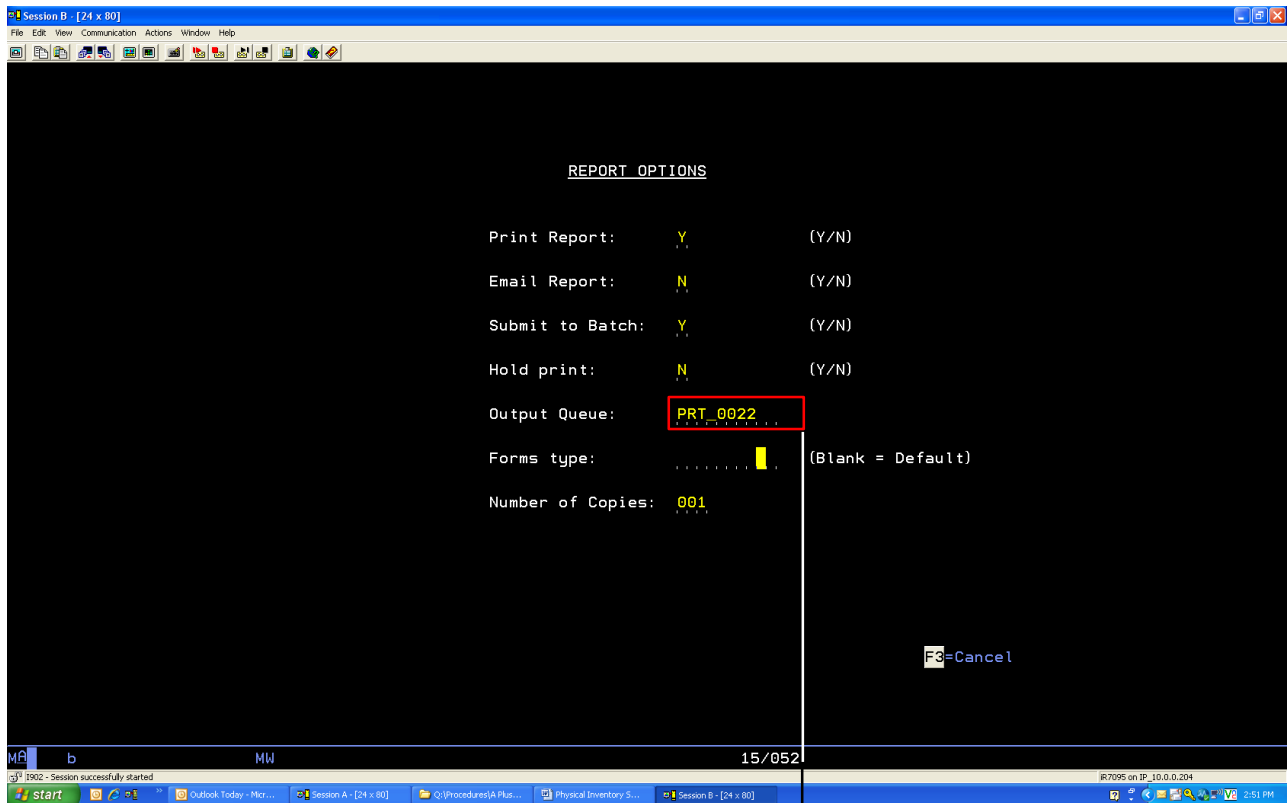 Session B - [24 x 80]
File Edit View Communication Actions Window Help
REPORT OPTIONS
Print Report: Y (Y/N)
Email Report: N (Y/N)
Submit to Batch: Y (Y/N)
Hold print: N (Y/N)
Output Queue: PRT_0022
Forms type: (Blank = Default)
Number of Copies: 001
F3=Cancel
MA b MW 15/052
I902 - Session successfully started iR7095 on IP_10.0.0.204
start Outlook Today - Micr... Session A - [24 x 80] Q:\Procedures\A Plus... Physical Inventory S... Session B - [24 x 80] 2:51 PM